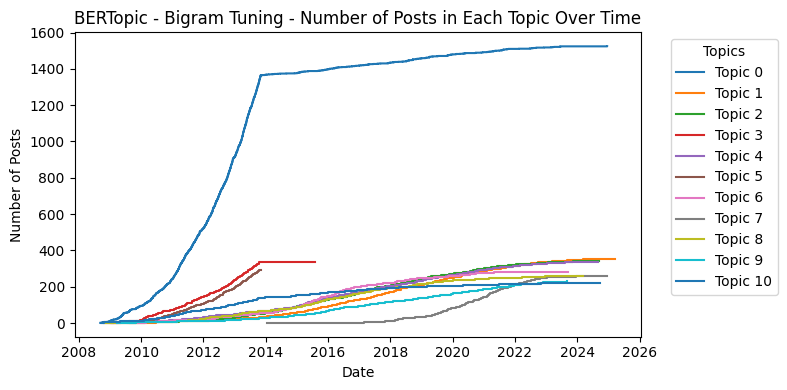 BERTopic - Bigram Tuning - Number of Posts in Each Topic Over Time
Number of Posts
1600
1400
1200
1000
800
600
400
200
0
2008 2010 2012 2014 2016 2018 2020 2022 2024 2026
Date
Topics
Topic 0
Topic 1
Topic 2
Topic 3
Topic 4
Topic 5
Topic 6
Topic 7
Topic 8
Topic 9
Topic 10